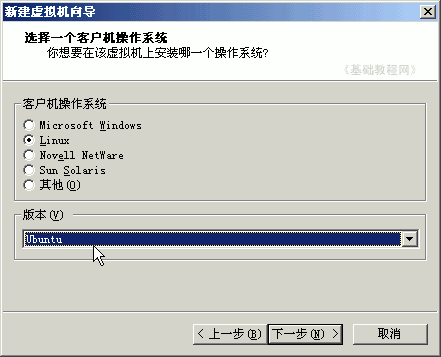 新建虚拟机向导
选择一个客户机操作系统
你想要在该虚拟机上安装哪一个操作系统?
《基础教程网》
客户机操作系统
Microsoft Windows
Linux
Novell NetWare
Sun Solaris
其他(O)
版本(V)
Ubuntu
< 上一步(B) 下一步(N) > 取消